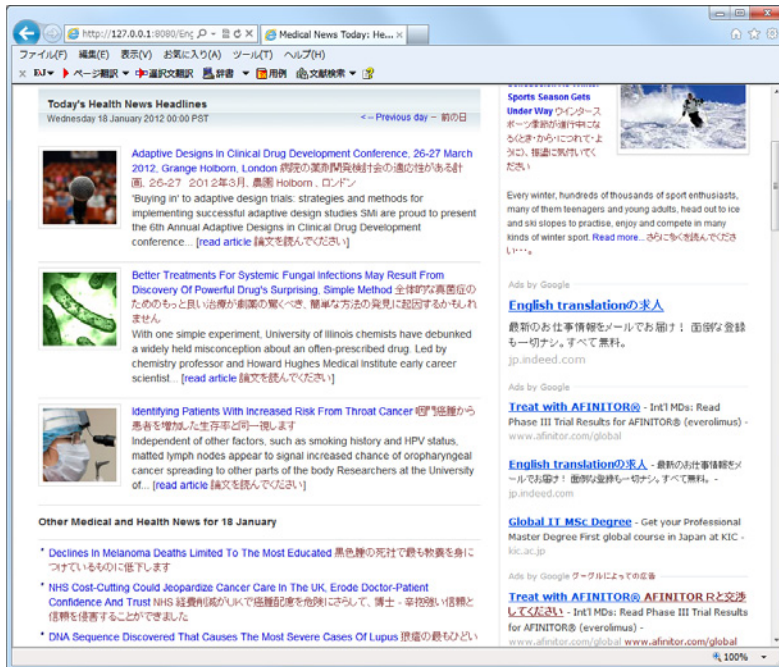 http://127.0.0.1:8080/Eng
Medical News Today: He...
ファイル(F) 編集(E) 表示(V) お気に入り(A) ツール(T) ヘルプ(H)
× EtoJ ▼ ページ翻訳 ▼ 選択文翻訳 辞書 ▼ 用例 文献検索 ▼
Today's Health News Headlines
Wednesday 18 January 2012 00:00 PST
<-- Previous day - 前の日
Adaptive Designs In Clinical Drug Development Conference, 26-27 March
2012, Grange Holborn, London 病院の薬剤開発検討会の適応性がある計
画、26-27 2012年3月、農園 Holborn、ロンドン
'Buying in' to adaptive design trials: strategies and methods for
implementing successful adaptive design studies SMi are proud to present
the 6th Annual Adaptive Designs in Clinical Drug Development
conference... [read article 論文を読んでください]
Better Treatments For Systemic Fungal Infections May Result From
Discovery Of Powerful Drug's Surprising, Simple Method 全体的な真菌症の
ためのもっと良い治療が劇薬の驚くべき、簡単な方法の発見に起因するかもしれ
ません
With one simple experiment, University of Illinois chemists have debunked
a widely held misconception about an often-prescribed drug. Led by
chemistry professor and Howard Hughes Medical Institute early career
scientist... [read article 論文を読んでください]
Identifying Patients With Increased Risk From Throat Cancer 咽門癌腫から
患者を増加した生存率と同一視します
Independent of other factors, such as smoking history and HPV status,
matted lymph nodes appear to signal increased chance of oropharyngeal
cancer spreading to other parts of the body Researchers at the University
of... [read article 論文を読んでください]
Other Medical and Health News for 18 January
Declines In Melanoma Deaths Limited To The Most Educated 黒色腫の死社で最も教養を身に
つけているものに低下します
NHS Cost-Cutting Could Jeopardize Cancer Care In The UK, Erode Doctor-Patient
Confidence And Trust NHS 経費削減がUKで癌腫配慮を危険にさらして、博士 - 辛抱強い信頼と
信頼を侵害することができました
DNA Sequence Discovered That Causes The Most Severe Cases Of Lupus 狼瘡の最もひどい
Sports Season Gets
Under Way ウインタース
ポーツ季節が進行中にな
る(とき・から・につれて・よ
うに)、振盪に気付いてく
ださい
Every winter, hundreds of thousands of sport enthusiasts,
many of them teenagers and young adults, head out to ice
and ski slopes to practise, enjoy and compete in many
kinds of winter sport. Read more... さらに多くを読んでくださ
い・・・。
Ads by Google
English translationの求人
最新のお仕事情報をメールでお届け！ 面倒な登録
も一切ナシ。すべて無料。
jp.indeed.com
Ads by Google
Treat with AFINITOR® - Int'l MDs: Read
Phase III Trial Results for AFINITOR® (everolimus) -
www.afinitor.com/global
English translationの求人 - 最新のお仕事情報をメ
ールでお届け！ 面倒な登録も一切ナシ。すべて無料。 -
jp.indeed.com
Global IT MSc Degree - Get your Professional
Master Degree First global course in Japan at KIC -
kic.ac.jp
Ads by Google グーグルによっての広告
Treat with AFINITOR® AFINITOR Rと交渉
してください - Int'l MDs: Read Phase III Trial Results
for AFINITOR® (everolimus) -
www.afinitor.com/global www.afinitor.com/global
100%